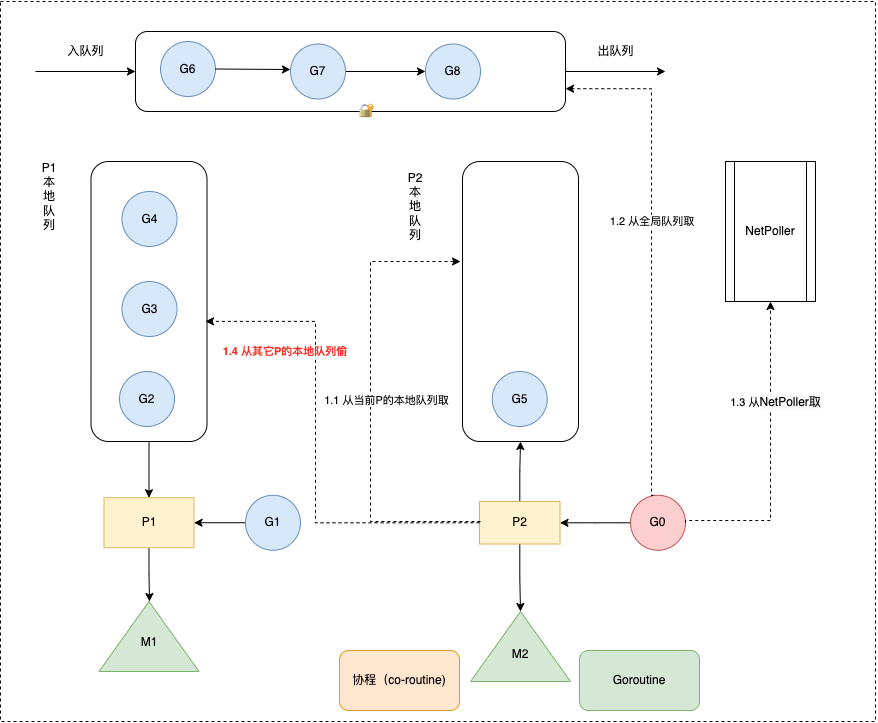 入队列
G6
G7
G8
出队列
P1
本
地
队
列
G4
G3
G2
P2
本
地
队
列
G5
1.2 从全局队列取
NetPoller
1.4 从其它P的本地队列偷
1.1 从当前P的本地队列取
1.3 从NetPoller取
P1
G1
P2
G0
M1
M2
协程（co-routine)
Goroutine